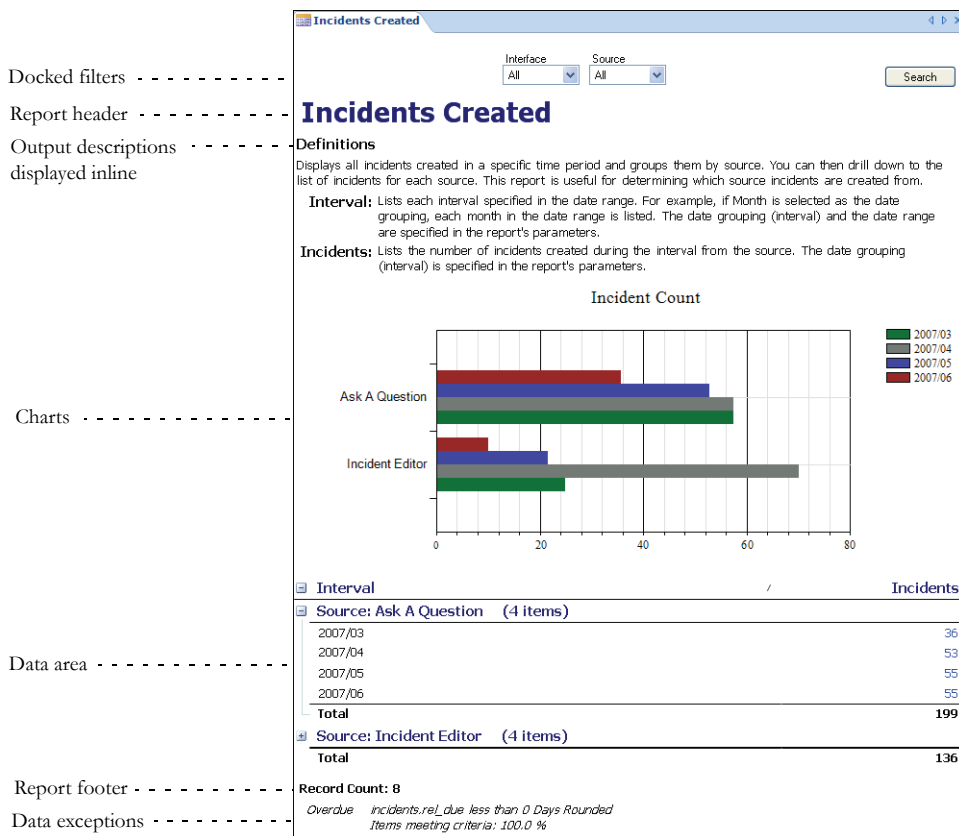 Incidents Created
Interface Source
All All
Search
Docked filters
Report header
Incidents Created
Output descriptions
displayed inline
Definitions
Displays all incidents created in a specific time period and groups them by source. You can then drill down to the
list of incidents for each source. This report is useful for determining which source incidents are created from.
Interval: Lists each interval specified in the date range. For example, if Month is selected as the date
grouping, each month in the date range is listed. The date grouping (interval) and the date range
are specified in the report's parameters.
Incidents: Lists the number of incidents created during the interval from the source. The date grouping
(interval) is specified in the report's parameters.
Incident Count
2007/03
2007/04
2007/05
2007/06
Ask A Question
Charts
Incident Editor
0 20 40 60 80
Interval / Incidents
Source: Ask A Question (4 items)
2007/03 36
2007/04 53
Data area
2007/05 55
2007/06 55
Total 199
Source: Incident Editor (4 items)
Total 136
Report footer
Record Count: 8
Data exceptions
Overdue incidents.rel_due less than 0 Days Rounded
Items meeting criteria: 100.0 %